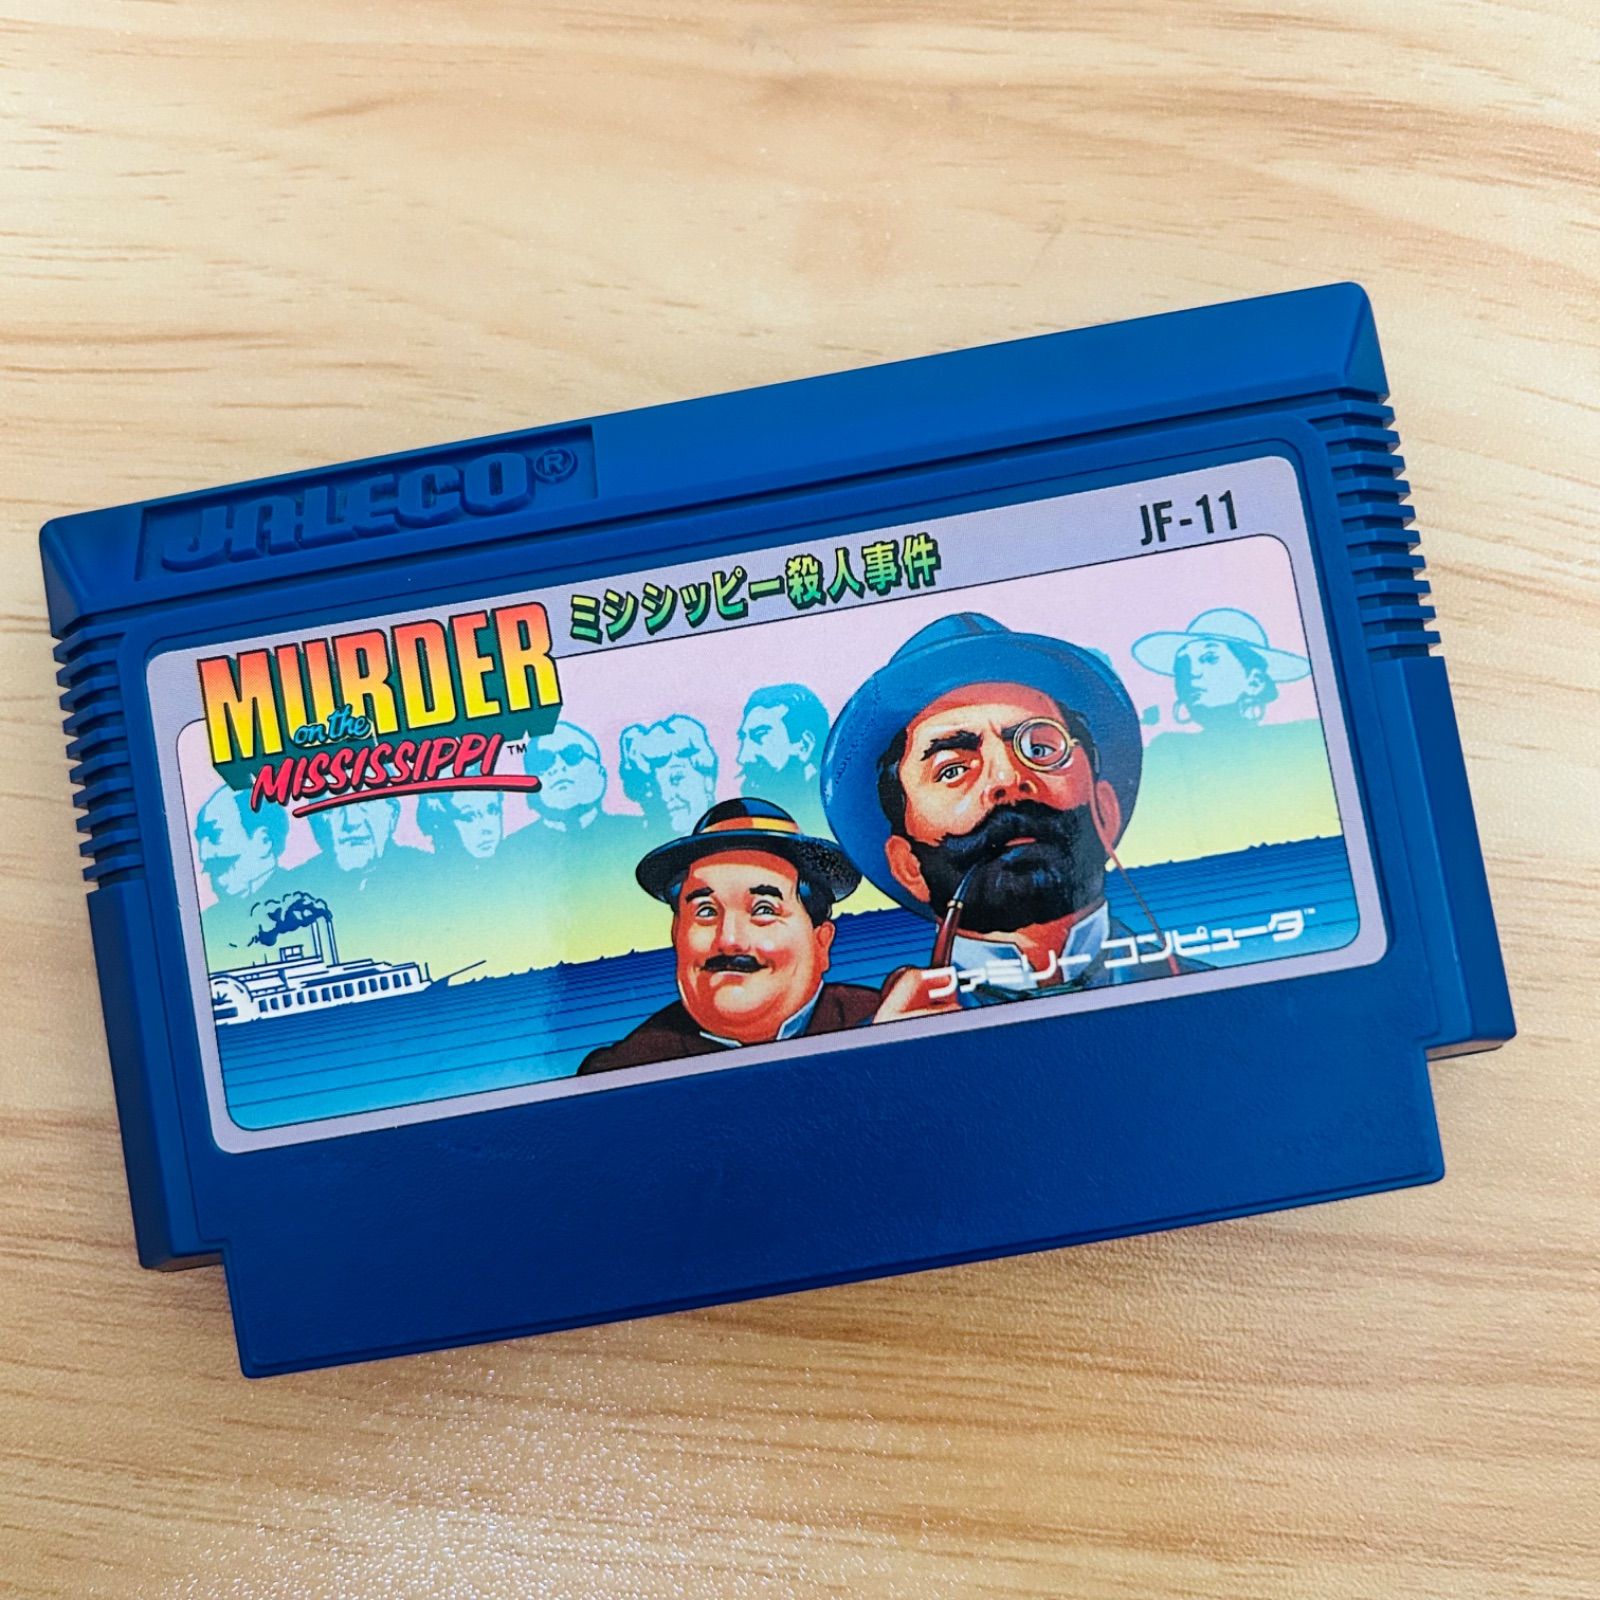 JALECO®
JF-11
ミシシッピー殺人事件
MURDER
on the
MISSISSIPPI™
ファミリー コンピュータ™